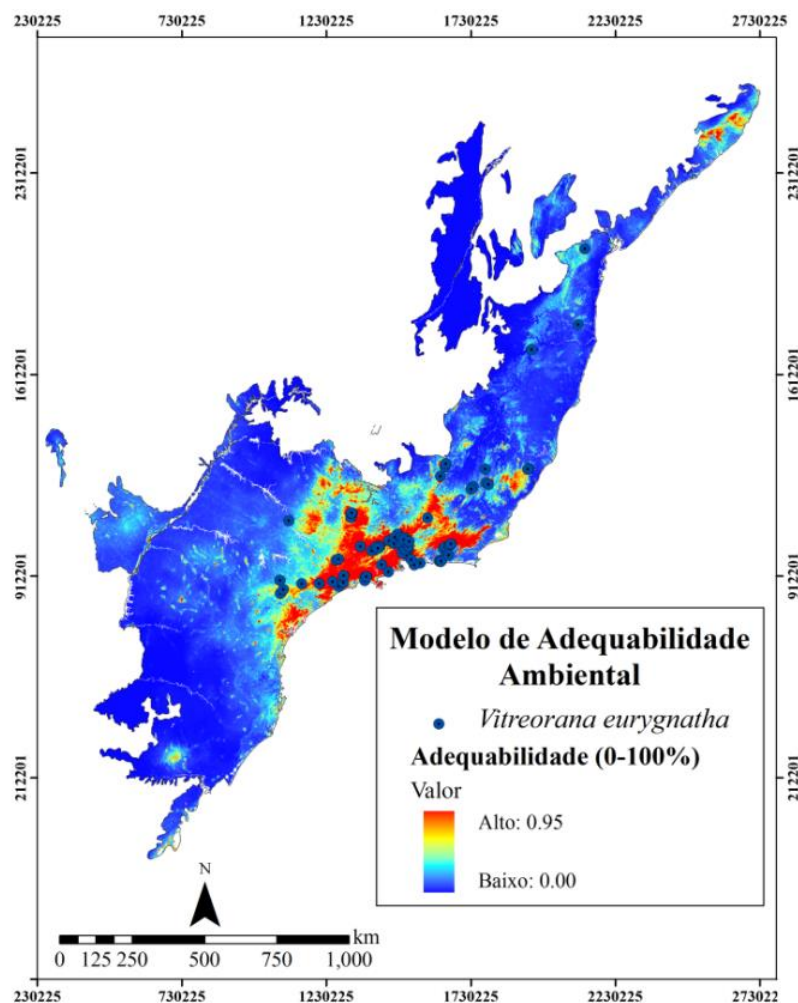 230225 730225 1230225 1730225 2230225 2730225
2312201 2312201
1612201 1612201
912201 912201
Modelo de Adequabilidade
Ambiental
Vitreorana eurygnatha
Adequabilidade (0-100%)
Valor
Alto: 0.95
Baixo: 0.00
212201 212201
N
km
0 125 250 500 750 1,000
230225 730225 1230225 1730225 2230225 2730225